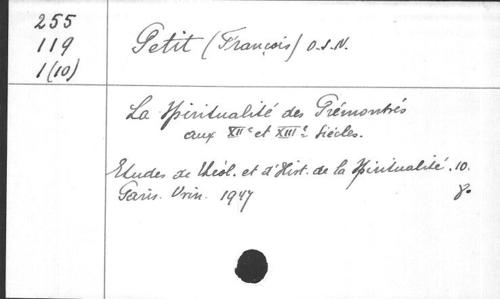 255
119
1(10)
Petit (François) O.S.N.
La Spiritualité des Prémontrés
aux XIIe et XIIIe Siècles.
Etudes de théol. et d'Hist. de la Spiritualité. 10.
Paris. Vrin. 1947 8°